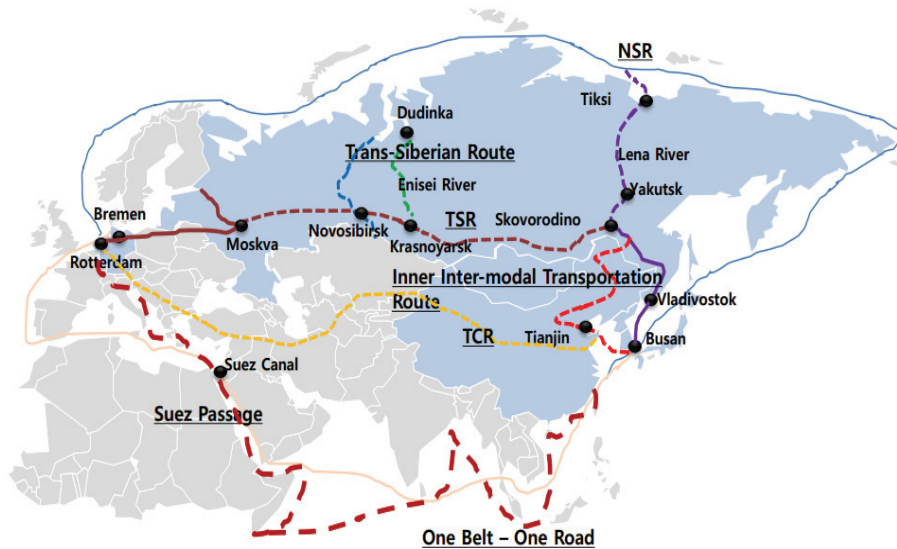 NSR
Tiksi
Dudinka
Trans-Siberian Route
Lena River
Enisei River
Yakutsk
Bremen
TSR
Skovorodino
Moskva
Novosibirsk
Krasnoyarsk
Rotterdam
Inner Inter-modal Transportation
Route
Vladivostok
TCR
Tianjin
Busan
Suez Canal
Suez Passage
One Belt – One Road